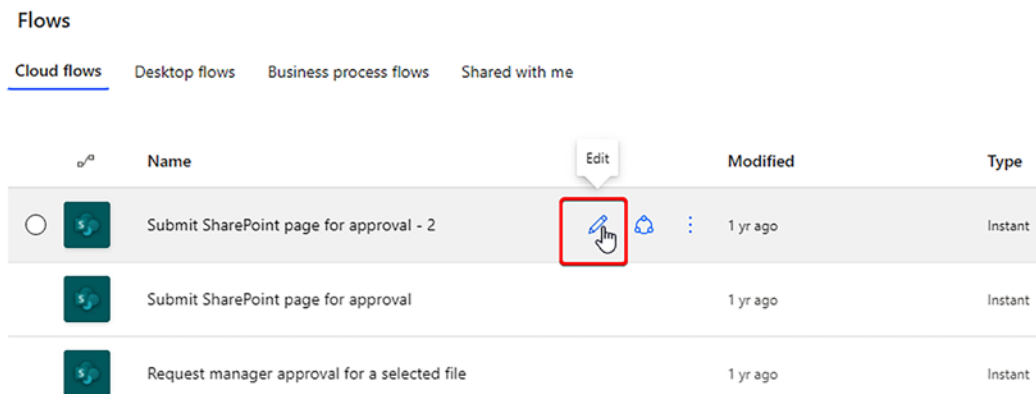 Flows
Cloud flows Desktop flows Business process flows Shared with me
Edit
Name Modified Type
Submit SharePoint page for approval - 2 1 yr ago Instant
Submit SharePoint page for approval 1 yr ago Instant
Request manager approval for a selected file 1 yr ago Instant